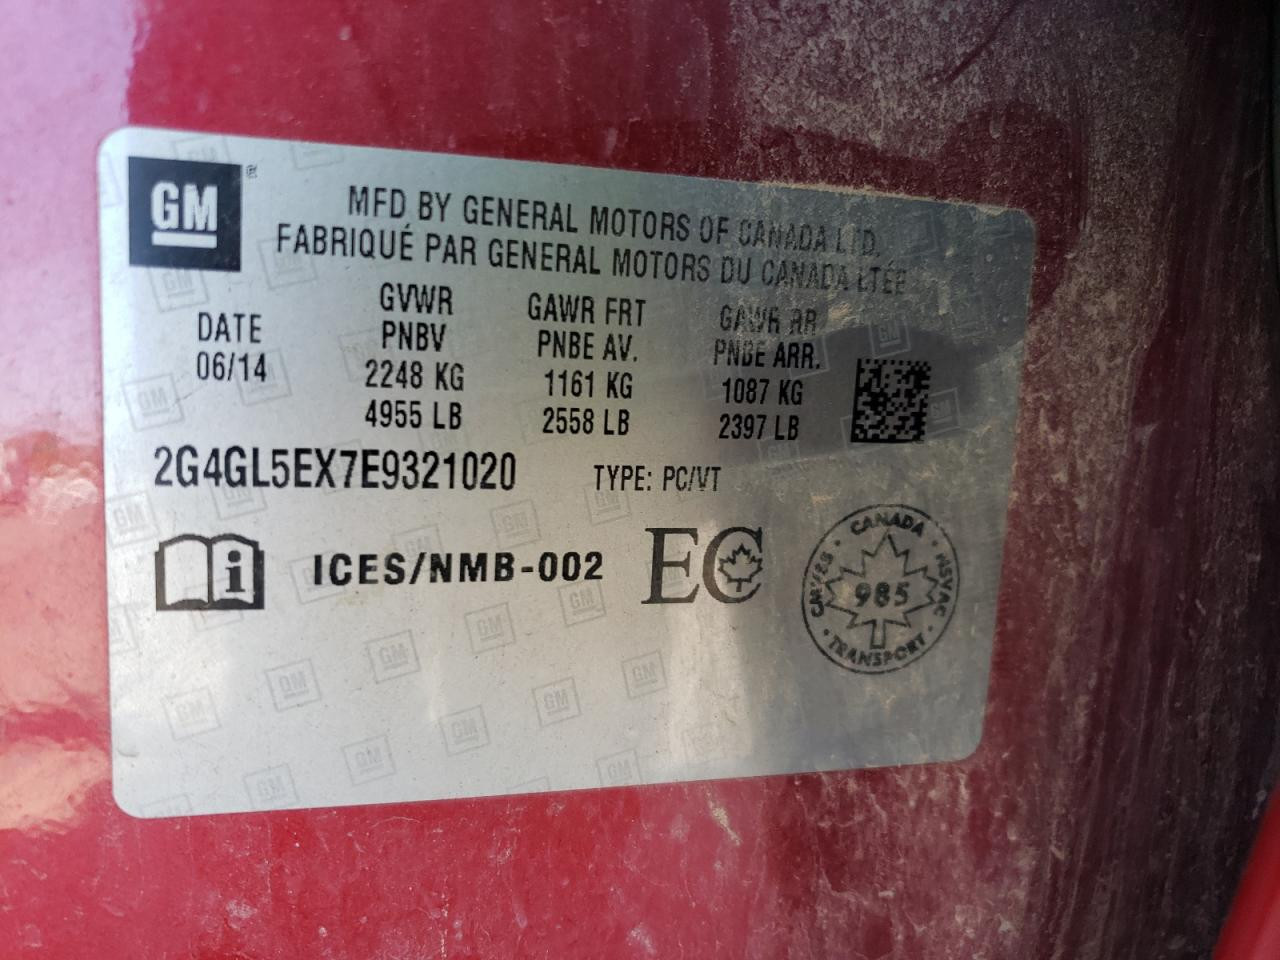 GM
MFD BY GENERAL MOTORS OF CANADA LTD.
FABRIQUÉ PAR GENERAL MOTORS DU CANADA LTÉE
DATE
06/14
GVWR
PNBV
2248 KG
4955 LB
GAWR FRT
PNBE AV.
1161 KG
2558 LB
GAWR RR
PNBE ARR.
1087 KG
2397 LB
2G4GL5EX7E9321020 TYPE: PC/VT
i ICES/NMB-002 EC
CANADA
CMVSS 985 NSVAC
TRANSPORT